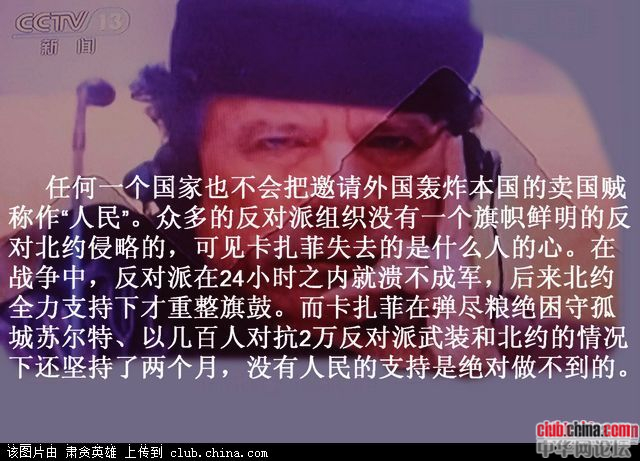 CCTV 13
新闻
任何一个国家也不会把邀请外国轰炸本国的卖国贼
称作“人民”。众多的反对派组织没有一个旗帜鲜明的反
对北约侵略的，可见卡扎菲失去的是什么人的心。在
战争中，反对派在24小时之内就溃不成军，后来北约
全力支持下才重整旗鼓。而卡扎菲在弹尽粮绝困守孤
城苏尔特、以几百人对抗2万反对派武装和北约的情况
下还坚持了两个月，没有人民的支持是绝对做不到的。
club.china.com
中华网论坛
该图片由 肃贪英雄 上传到 club.china.com